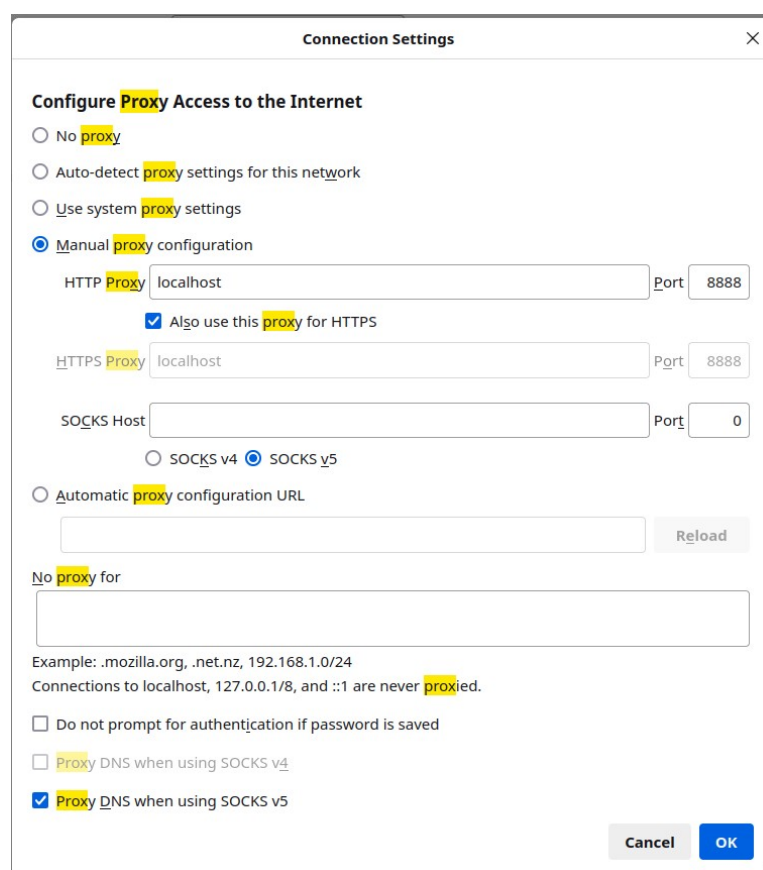 Connection Settings
Configure Proxy Access to the Internet
No proxy
Auto-detect proxy settings for this network
Use system proxy settings
Manual proxy configuration
HTTP Proxy localhost Port 8888
Also use this proxy for HTTPS
HTTPS Proxy localhost Port 8888
SOCKS Host Port 0
SOCKS v4 SOCKS v5
Automatic proxy configuration URL
Reload
No proxy for
Example: .mozilla.org, .net.nz, 192.168.1.0/24
Connections to localhost, 127.0.0.1/8, and ::1 are never proxied.
Do not prompt for authentication if password is saved
Proxy DNS when using SOCKS v4
Proxy DNS when using SOCKS v5
Cancel OK